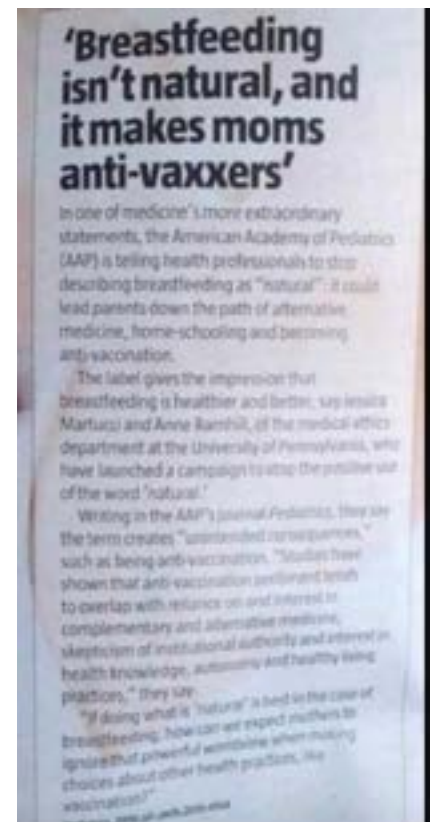 'Breastfeeding
isn't natural, and
it makes moms
anti-vaxxers'
In one of medicine's more extraordinary
statements, the American Academy of Pediatrics
(AAP) is telling health professionals to stop
describing breastfeeding as "natural": it could
lead parents down the path of alternative
medicine, home-schooling and becoming
anti-vaccination.
The label gives the impression that
breastfeeding is healthier and better, say Jessica
Martucci and Anne Barnhill, of the medical ethics
department at the University of Pennsylvania, who
have launched a campaign to stop the positive use
of the word 'natural.'
Writing in the AAP's journal Pediatrics, they say
the term creates "unintended consequences,"
such as being anti-vaccination. "Studies have
shown that anti-vaccination sentiment tends
to overlap with reliance on and interest in
complementary and alternative medicine,
skepticism of institutional authority and interest in
health knowledge, autonomy and healthy living
practices," they say.
"If doing what is 'natural' is best in the case of
breastfeeding, how can we expect mothers to
ignore that powerful worldview when making
choices about other health practices, like
vaccination?"